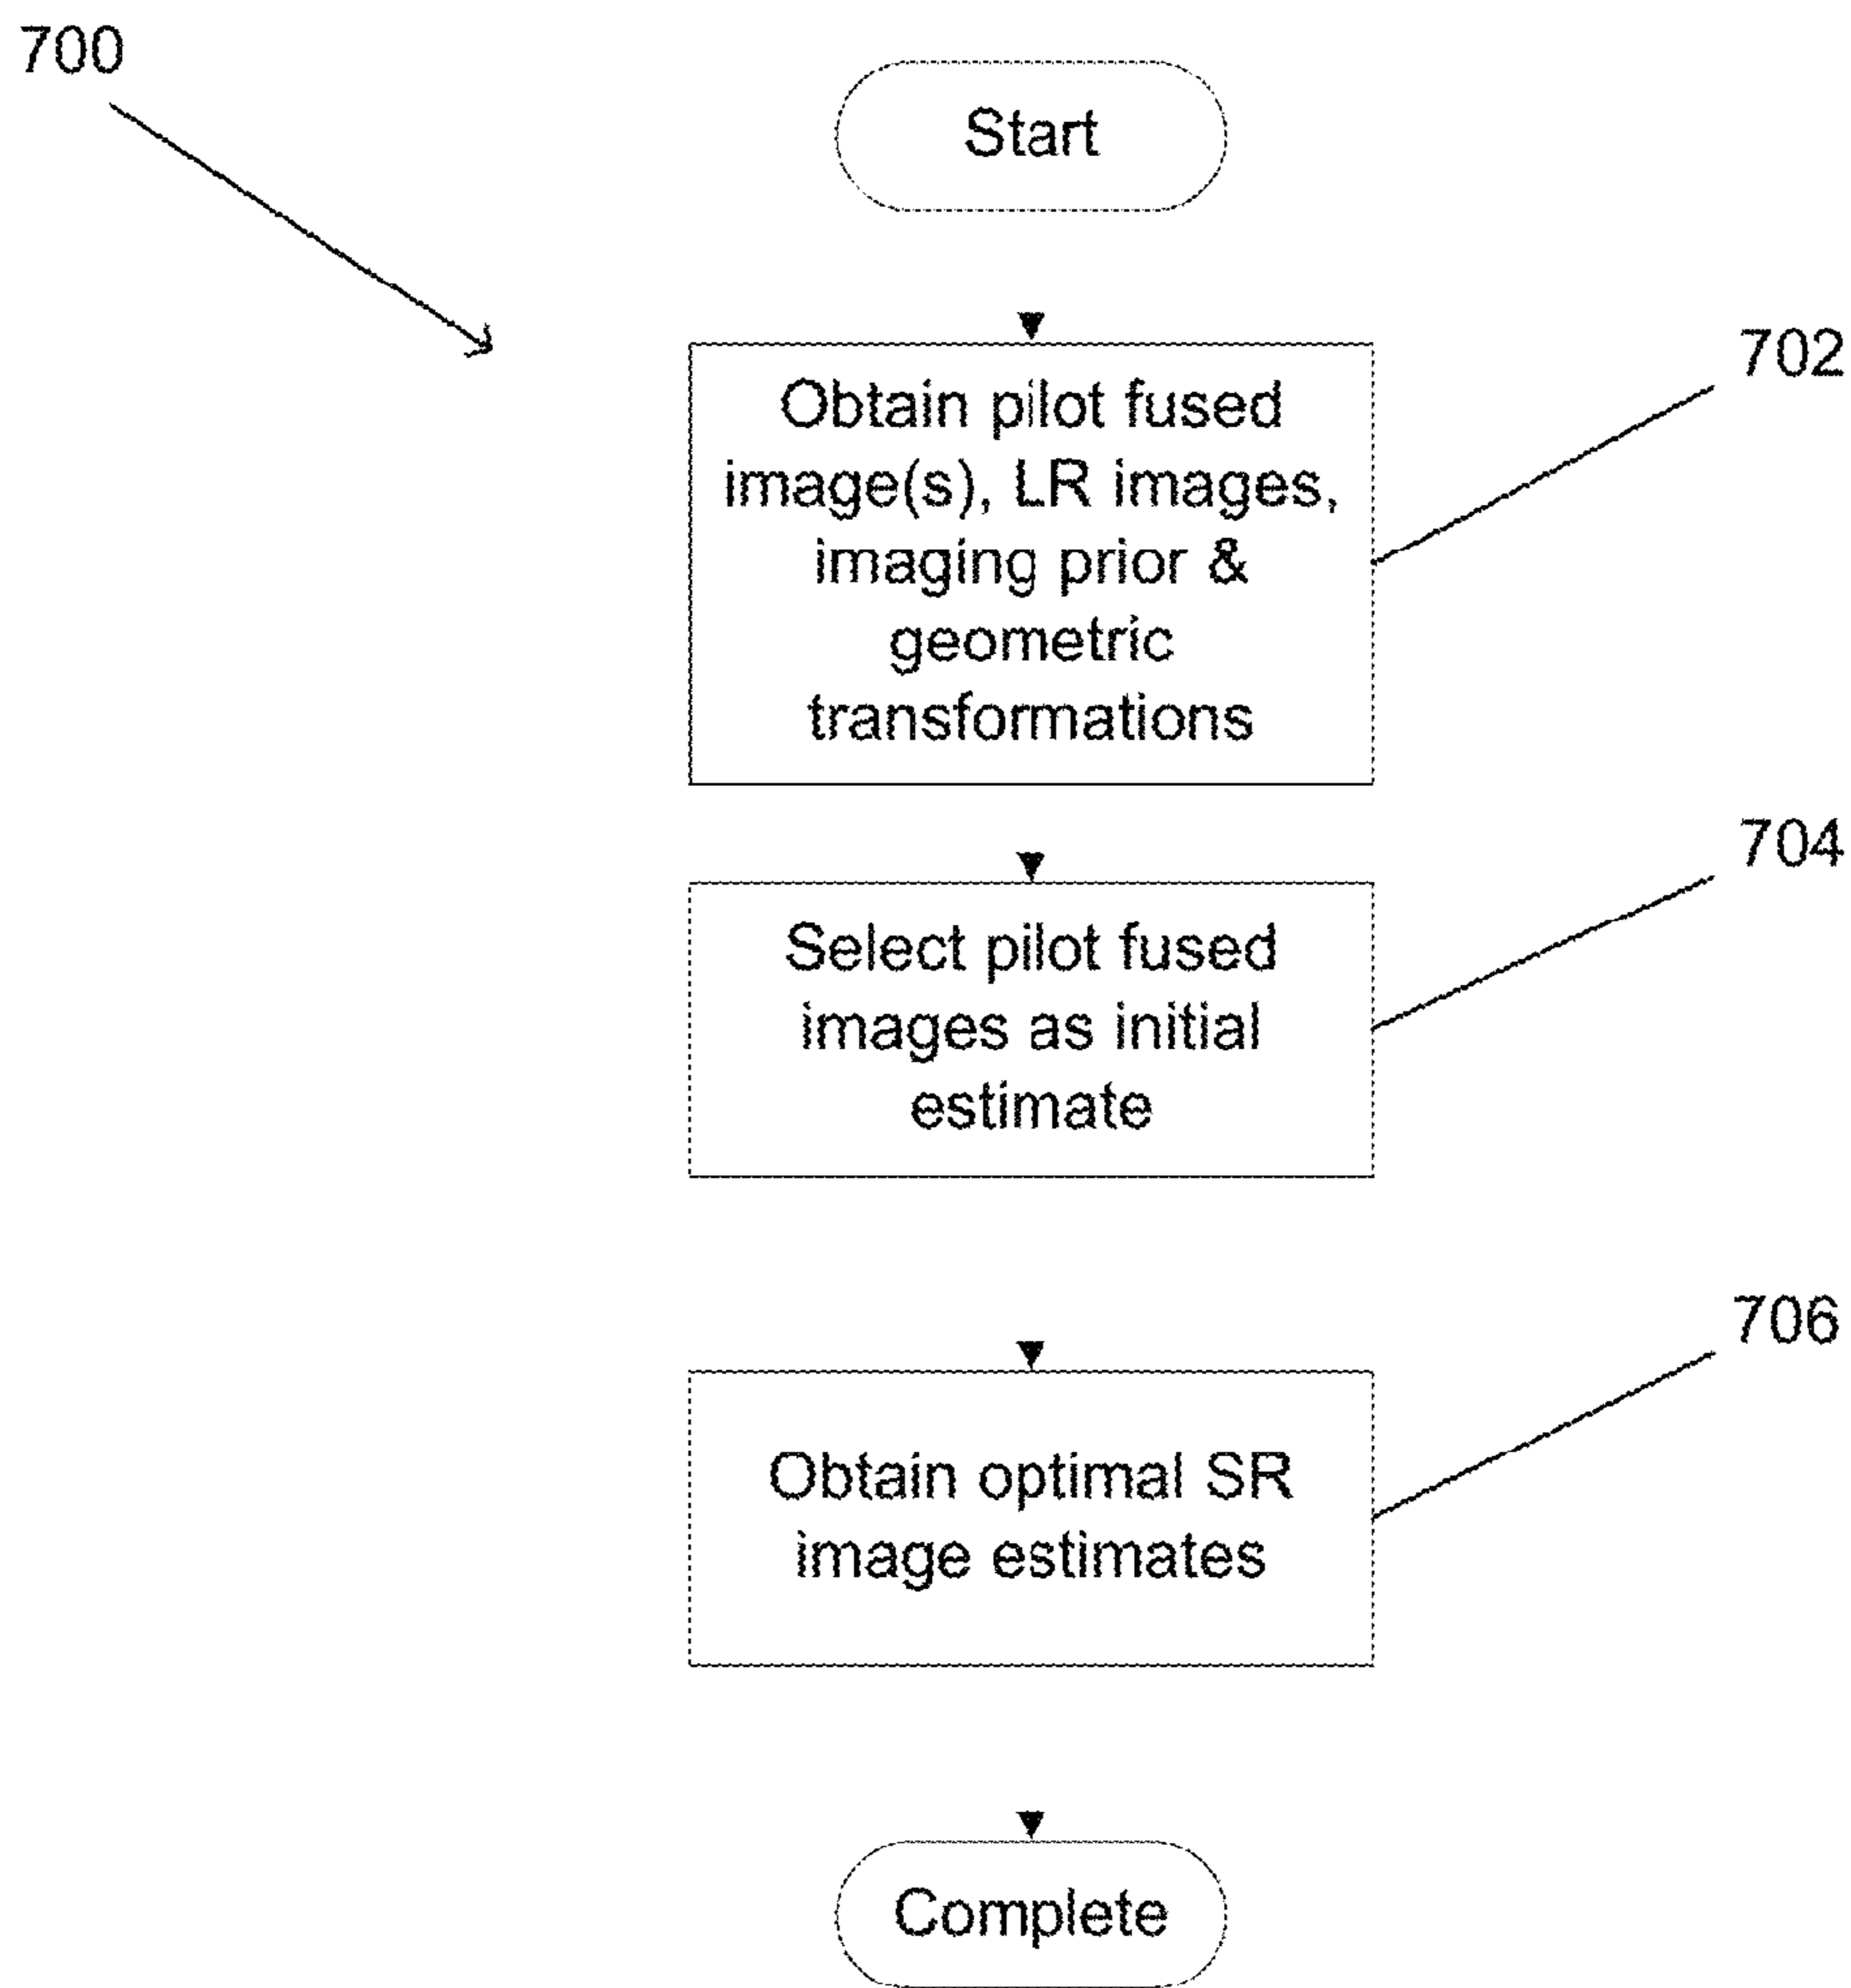 700
Start
702
Obtain pilot fused
image(s), LR images,
imaging prior &
geometric
transformations
704
Select pilot fused
images as initial
estimate
706
Obtain optimal SR
image estimates
Complete